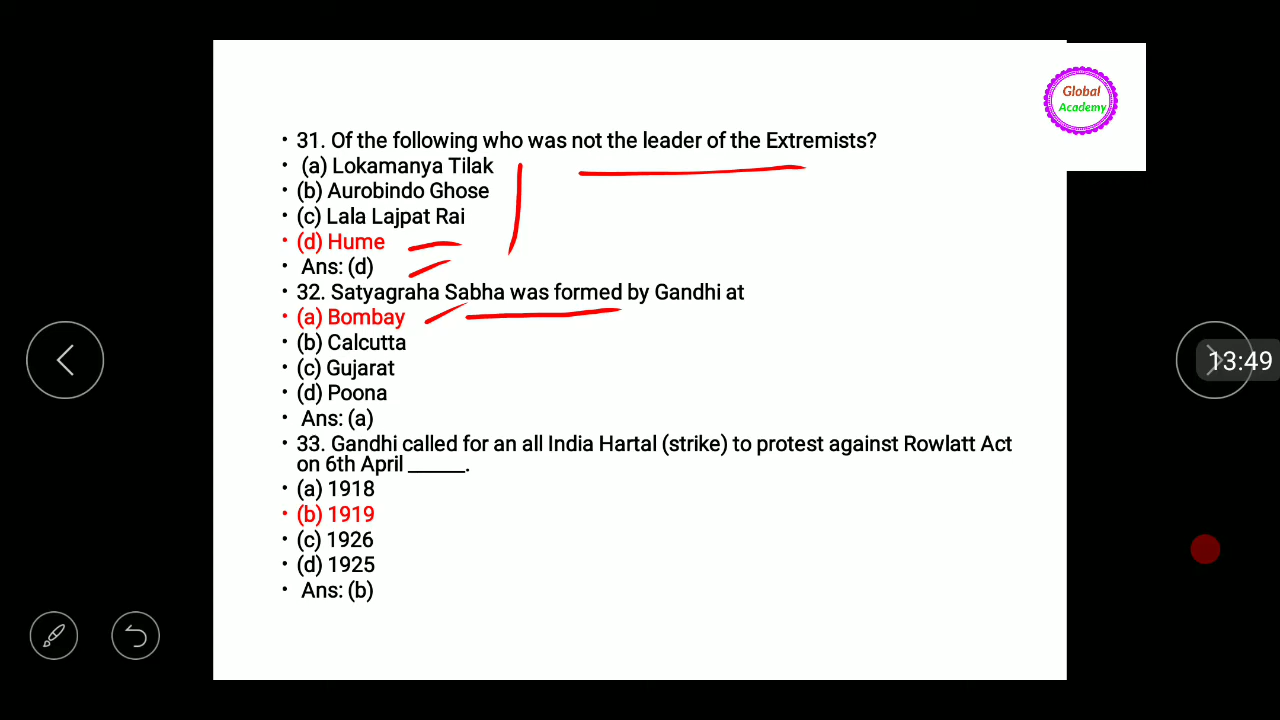 Global
Academy
• 31. Of the following who was not the leader of the Extremists?
• (a) Lokamanya Tilak
• (b) Aurobindo Ghose
• (c) Lala Lajpat Rai
• (d) Hume
• Ans: (d)
• 32. Satyagraha Sabha was formed by Gandhi at
• (a) Bombay
• (b) Calcutta
• (c) Gujarat
• (d) Poona
• Ans: (a)
• 33. Gandhi called for an all India Hartal (strike) to protest against Rowlatt Act
on 6th April ______.
• (a) 1918
• (b) 1919
• (c) 1926
• (d) 1925
• Ans: (b)
13:49